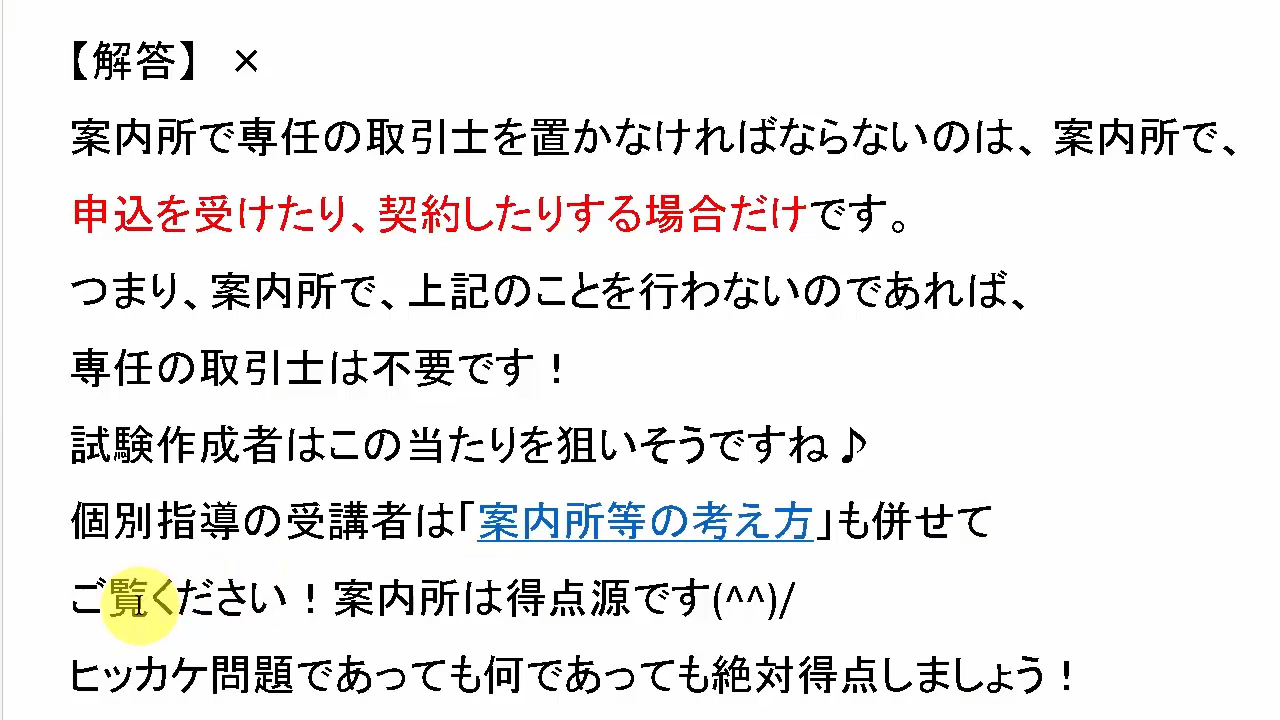 【解答】　×
案内所で専任の取引士を置かなければならないのは、案内所で、
申込を受けたり、契約したりする場合だけです。
つまり、案内所で、上記のことを行わないのであれば、
専任の取引士は不要です！
試験作成者はこの当たりを狙いそうですね♪
個別指導の受講者は「案内所等の考え方」も併せて
ご覧ください！案内所は得点源です(^^)/
ヒッカケ問題であっても何であっても絶対得点しましょう！